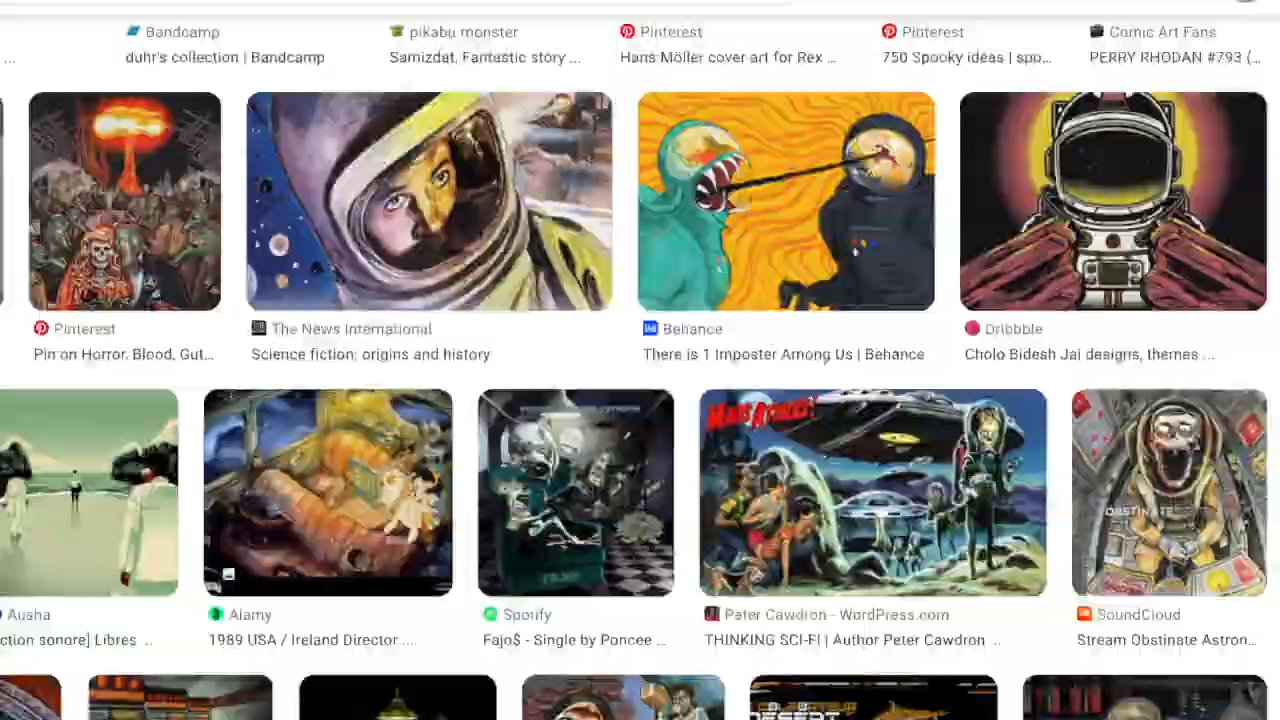 Bandcamp
duhr's collection | Bandcamp
pikabu monster
Samizdat, Fantastic story ...
Pinterest
Hans Möller cover art for Rex ...
Pinterest
750 Spooky ideas | spo...
Comic Art Fans
PERRY RHODAN #793 (...
...
Pinterest
Pin on Horror, Blood, Gut...
The News International
Science fiction: origins and history
Behance
There is 1 Imposter Among Us | Behance
Dribbble
Cholo Bidesh Jai designs, themes ...
MARS ATTACKS!
OBSTINATE
Ausha
ction sonore] Libres ...
Alamy
1989 USA / Ireland Director ....
Spotify
Fajo$ - Single by Poncee ...
Peter Cawdron - WordPress.com
THINKING SCI-FI | Author Peter Cawdron ...
SoundCloud
Stream Obstinate Astron...
DESERT